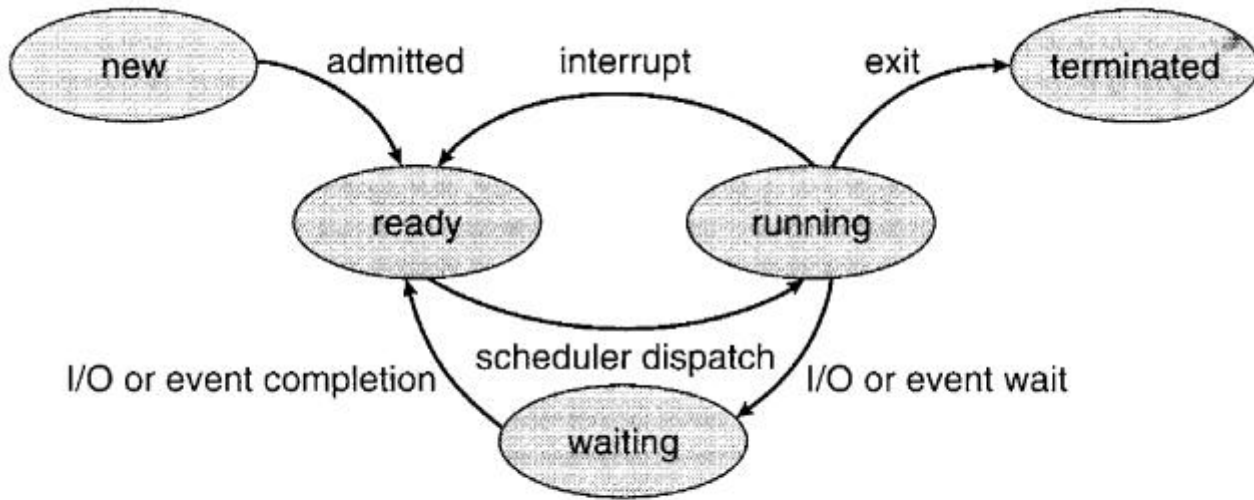 new
admitted
interrupt
exit
terminated
ready
running
I/O or event completion
scheduler dispatch
I/O or event wait
waiting